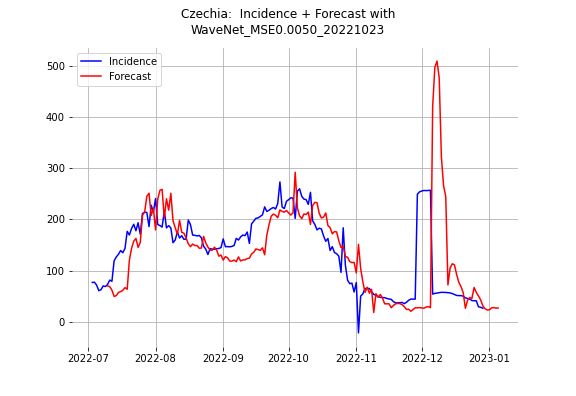 Czechia:  Incidence + Forecast with
WaveNet_MSE0.0050_20221023
Incidence
Forecast
500
400
300
200
100
0
2022-07 2022-08 2022-09 2022-10 2022-11 2022-12 2023-01